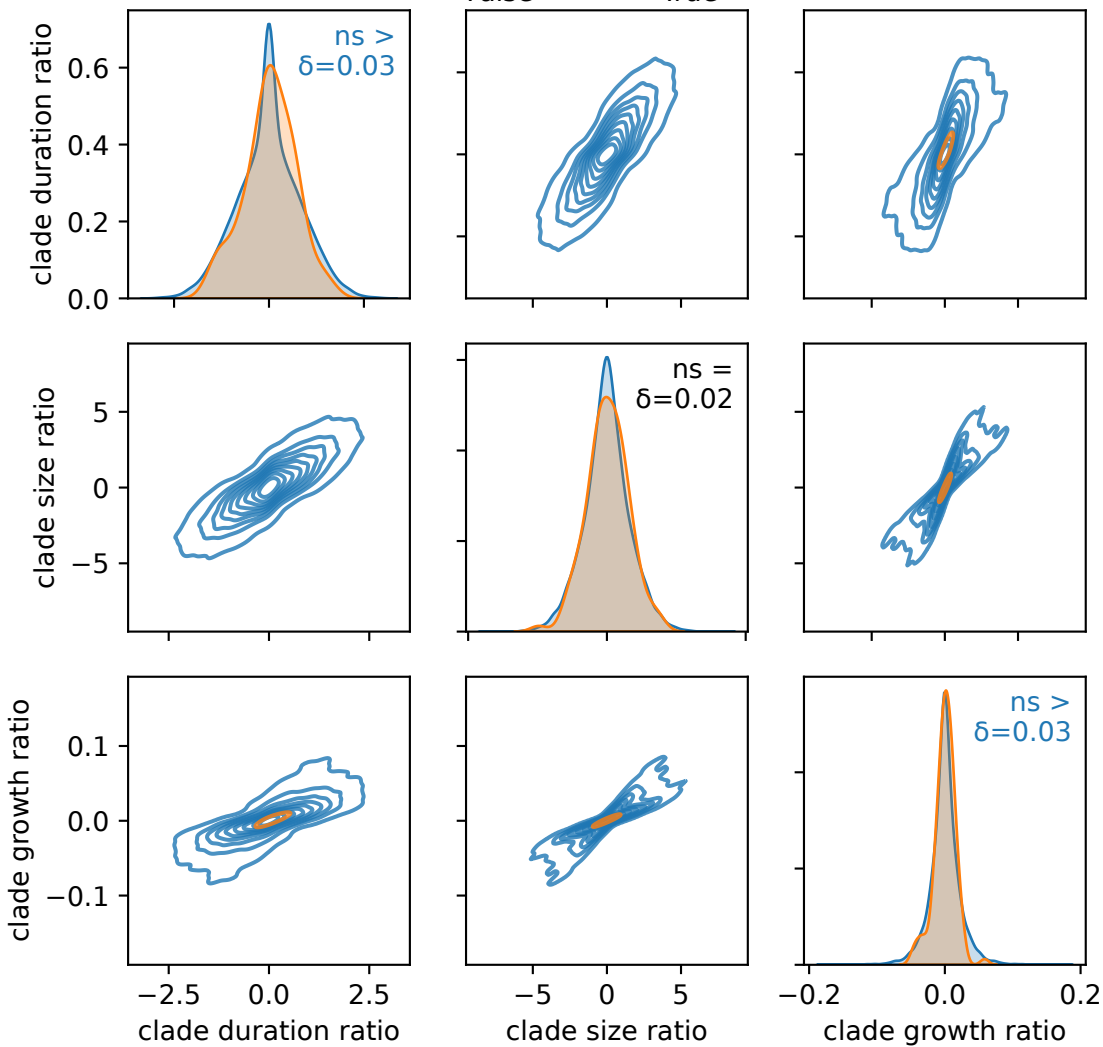 True
clade duration ratio
0.6
0.4
0.2
0.0
ns >
δ=0.03
clade size ratio
5
0
−5
ns =
δ=0.02
clade growth ratio
0.1
0.0
−0.1
ns >
δ=0.03
−2.5 0.0 2.5
−5 0 5
−0.2 0.0 0.2
clade duration ratio
clade size ratio
clade growth ratio